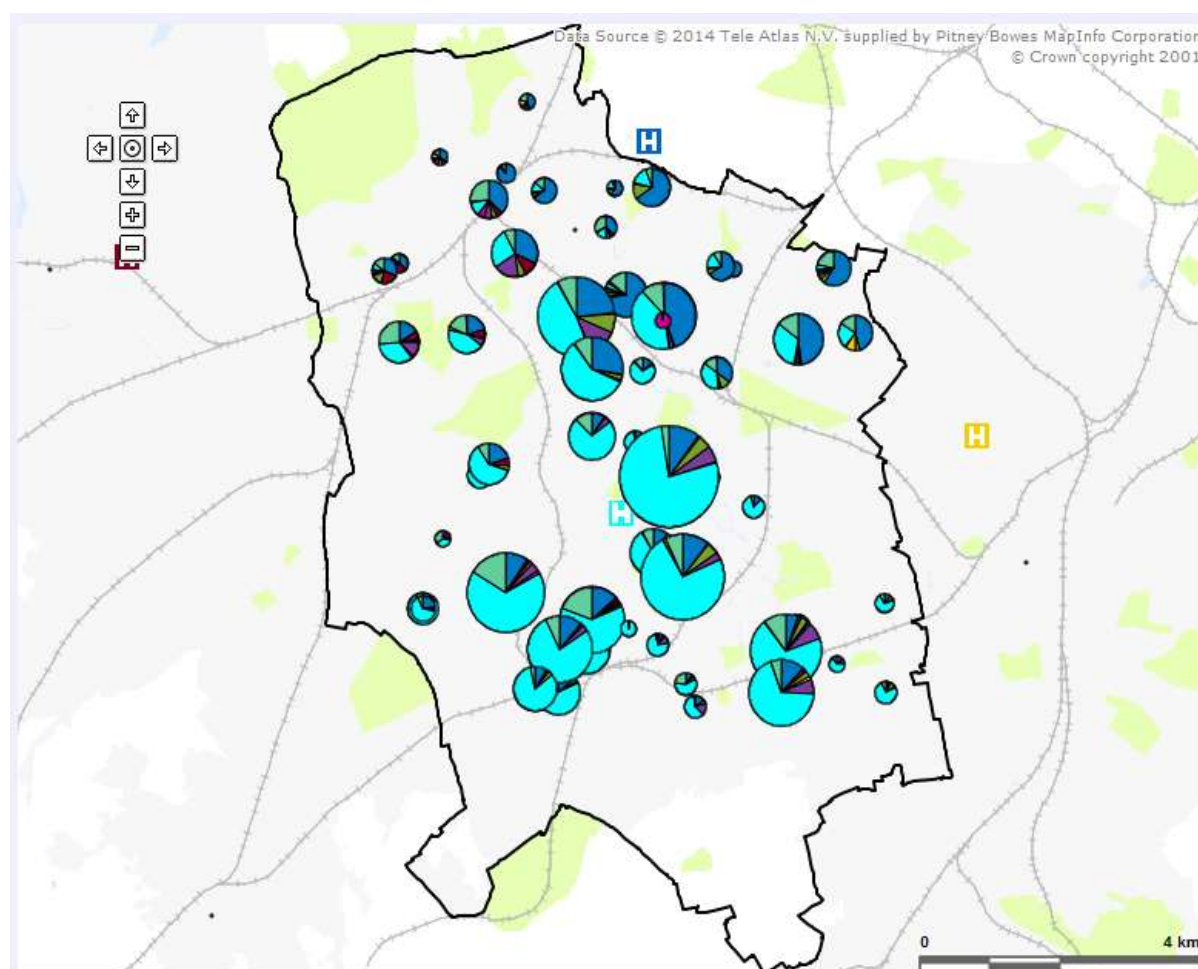 Data Source © 2014 Tele Atlas N.V. supplied by Pitney Bowes MapInfo Corporation
© Crown copyright 2001
H
H
H
0 4 km